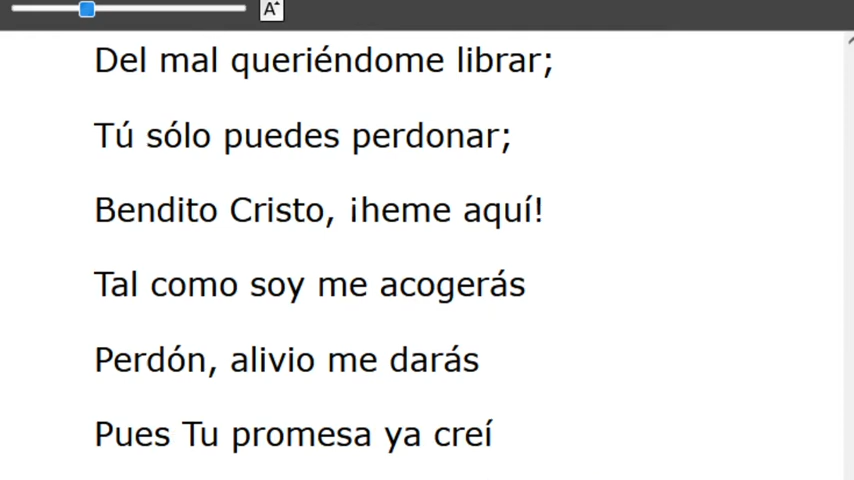 A
Del mal queriéndome librar;
Tú sólo puedes perdonar;
Bendito Cristo, ¡heme aquí!
Tal como soy me acogerás
Perdón, alivio me darás
Pues Tu promesa ya creí